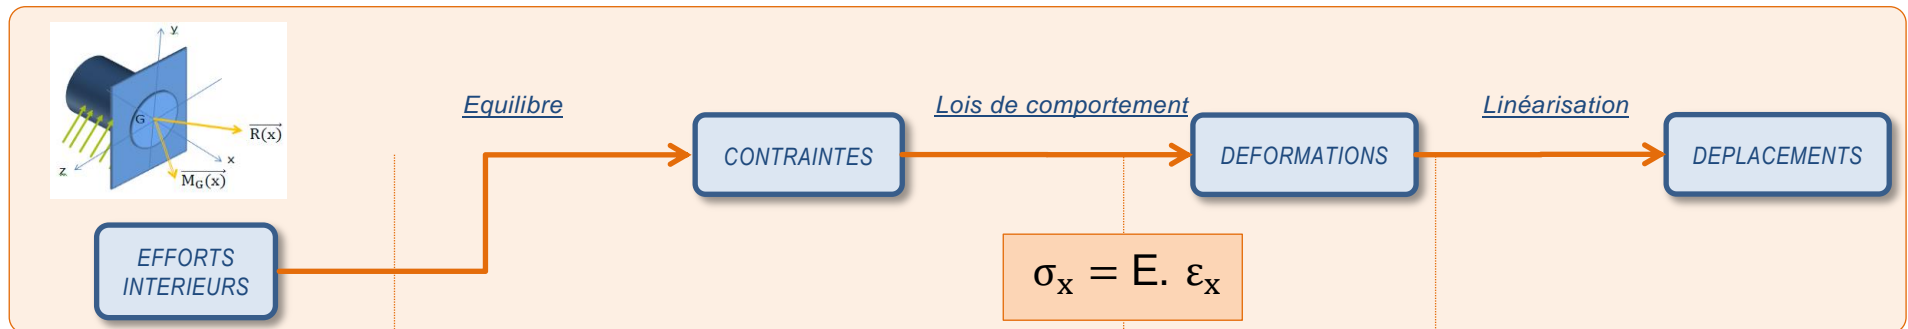 y
G
R(x)
x
z
M_G(x)
Equilibre
Lois de comportement
Linéarisation
CONTRAINTES
DEFORMATIONS
DEPLACEMENTS
EFFORTS
INTERIEURS
σₓ = E. εₓ